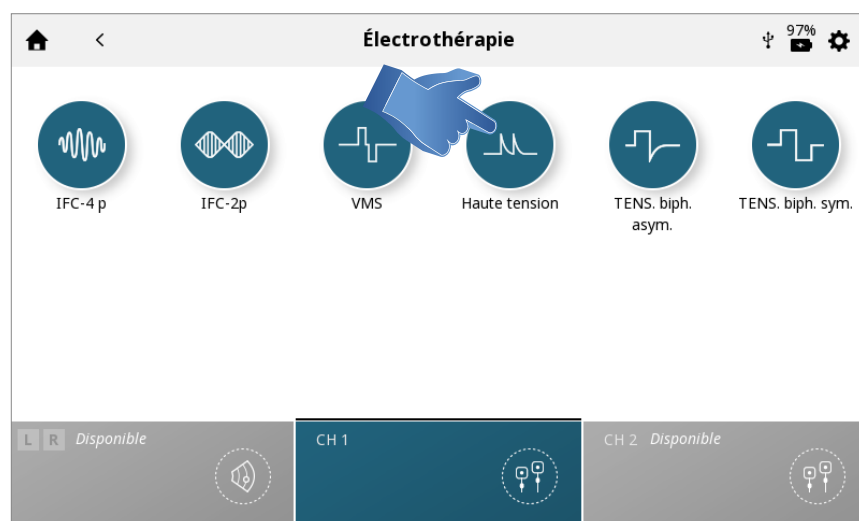 Électrothérapie
97%
IFC-4 p
IFC-2p
VMS
Haute tension
TENS. biph.
asym.
TENS. biph. sym.
L R Disponible
CH 1
CH 2 Disponible